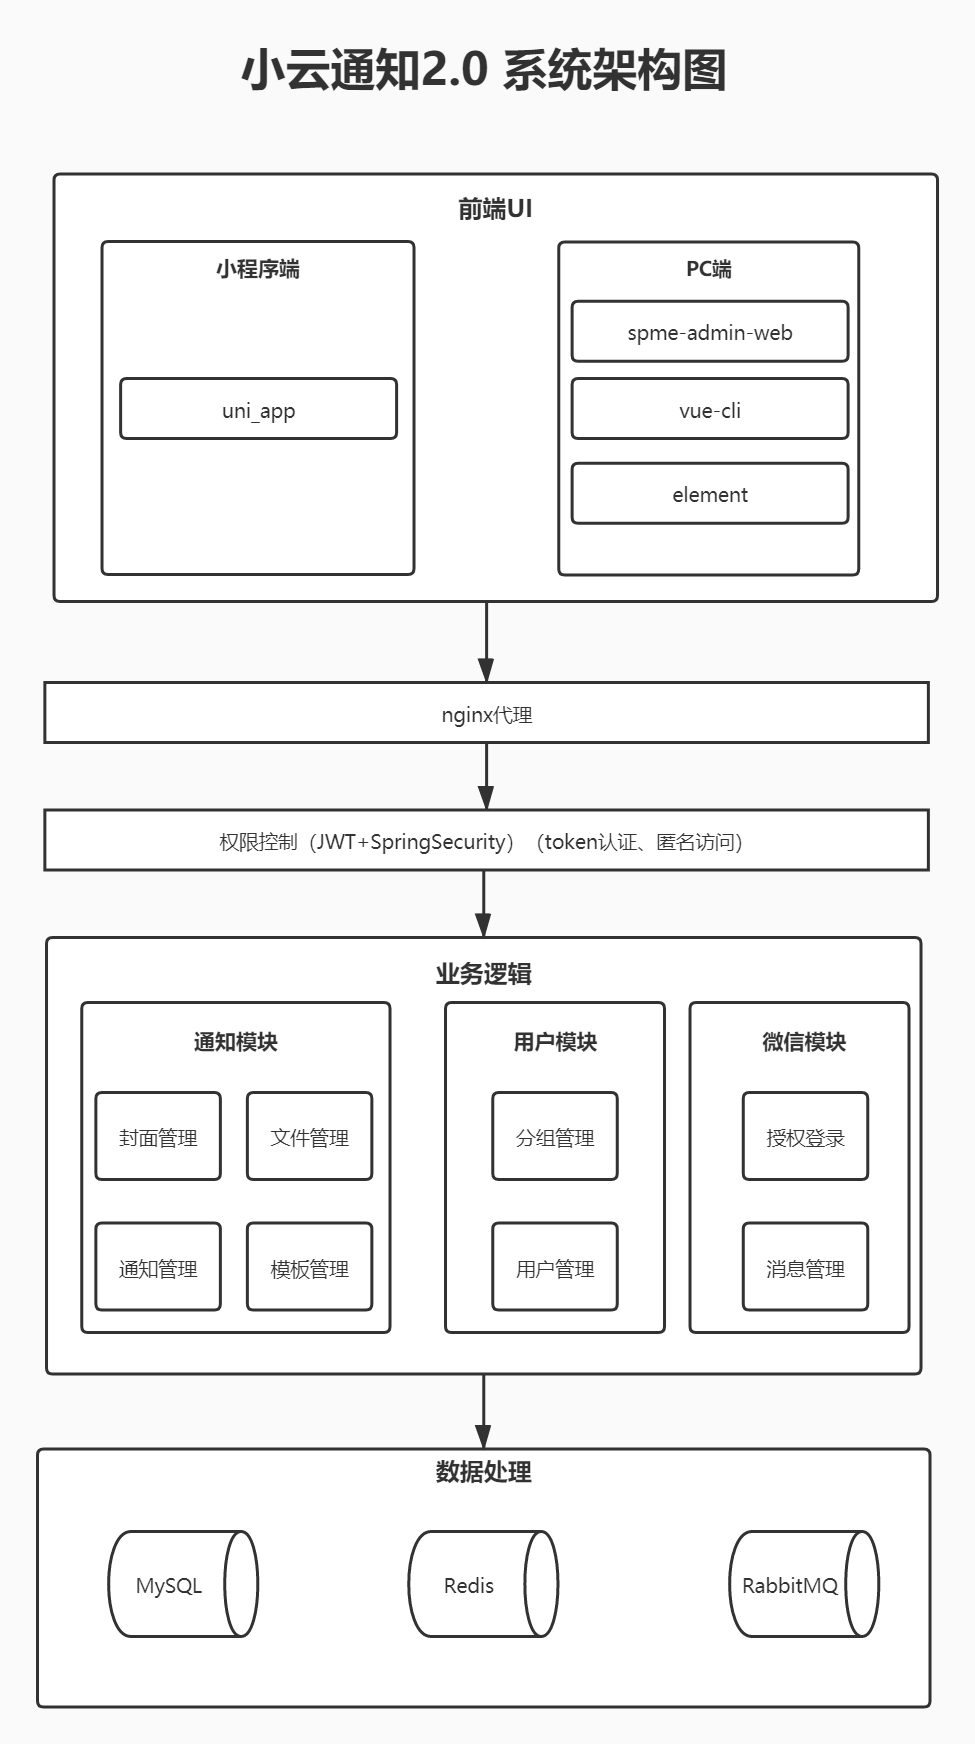 小云通知2.0 系统架构图
前端UI
小程序端
uni_app
PC端
spme-admin-web
vue-cli
element
nginx代理
权限控制（JWT+SpringSecurity）（token认证、匿名访问）
业务逻辑
通知模块
封面管理
文件管理
通知管理
模板管理
用户模块
分组管理
用户管理
微信模块
授权登录
消息管理
数据处理
MySQL
Redis
RabbitMQ